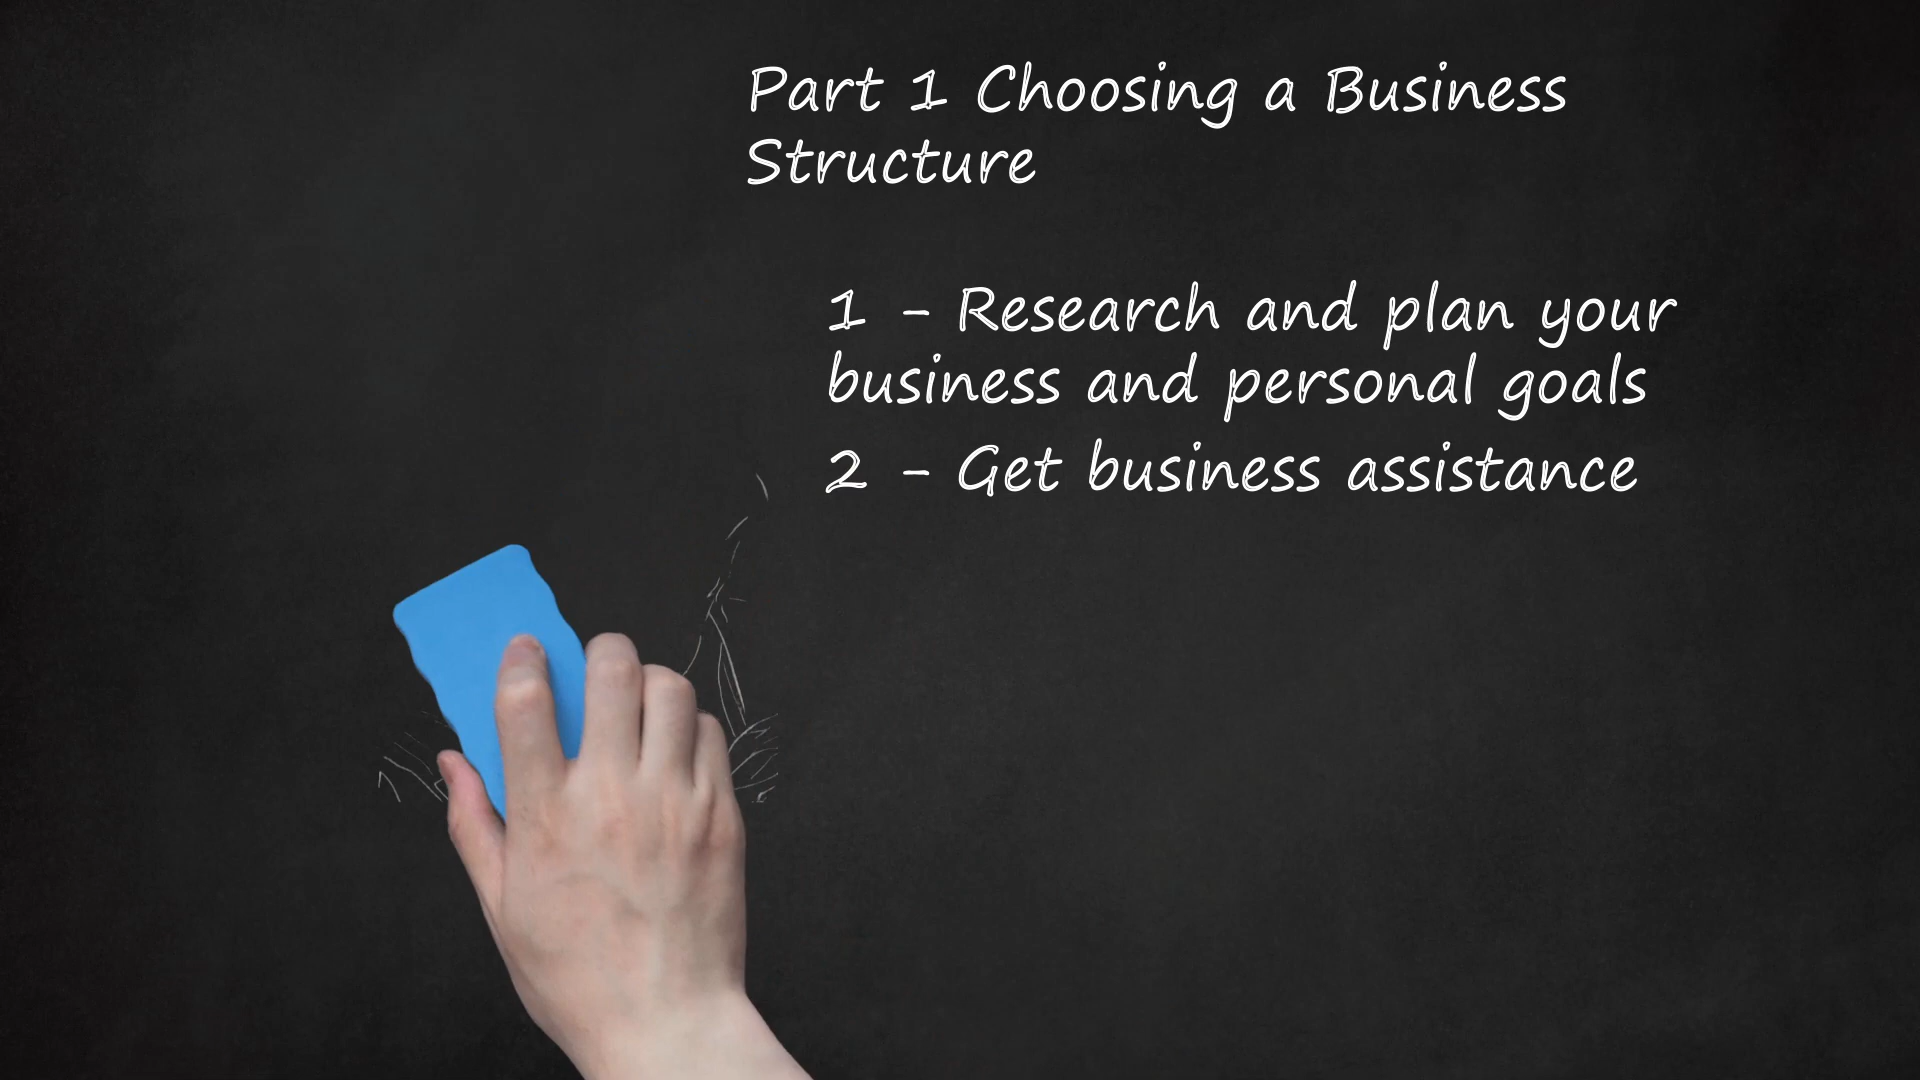 Part 1 Choosing a Business
Structure
1 - Research and plan your
business and personal goals
2 - Get business assistance